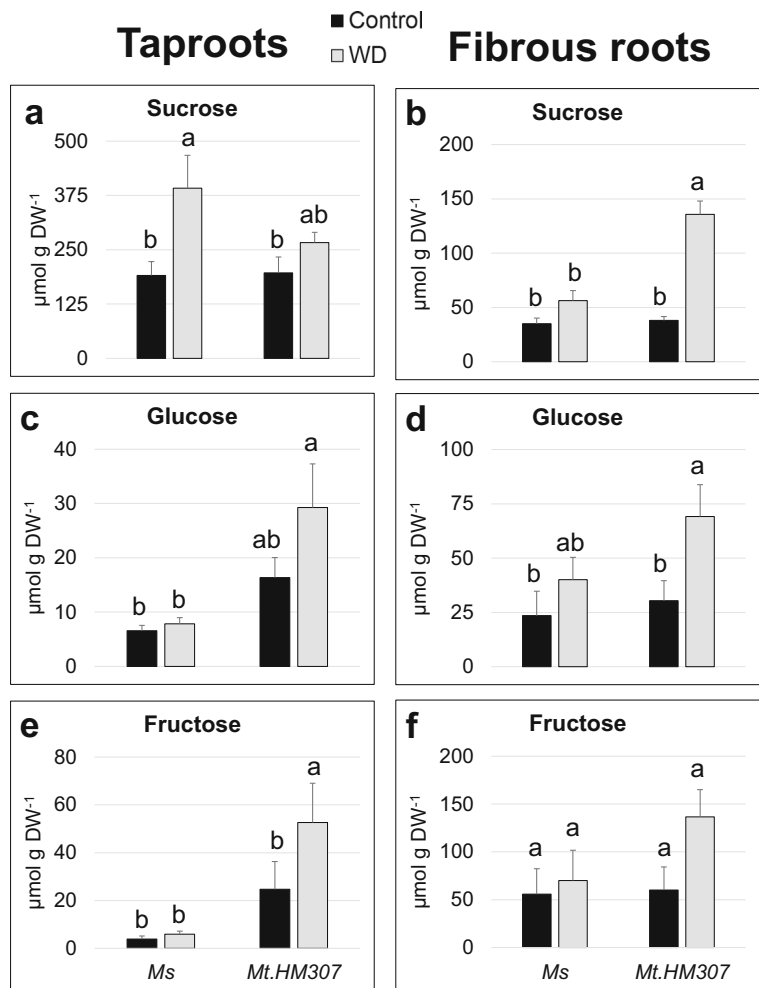 Taproots
Control
WD
Fibrous roots
a
Sucrose
500
375
250
125
0
µmol g DW-1
b
a
b
ab
b
Sucrose
200
150
100
50
0
µmol g DW-1
b
b
b
a
c
Glucose
40
30
20
10
0
µmol g DW-1
b
b
ab
a
d
Glucose
100
75
50
25
0
µmol g DW-1
b
ab
b
a
e
Fructose
80
60
40
20
0
µmol g DW-1
b
b
b
a
Ms
Mt.HM307
f
Fructose
200
150
100
50
0
µmol g DW-1
a
a
a
a
Ms
Mt.HM307